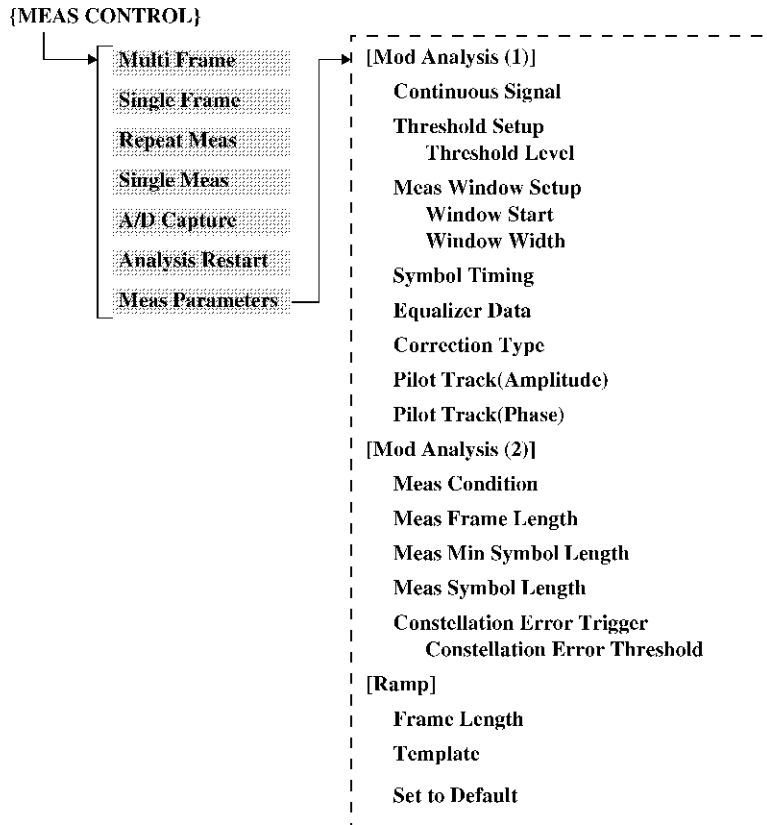 {MEAS CONTROL}
Multi Frame
Single Frame
Repeat Meas
Single Meas
A/D Capture
Analysis Restart
Meas Parameters
[Mod Analysis (1)]
Continuous Signal
Threshold Setup
Threshold Level
Meas Window Setup
Window Start
Window Width
Symbol Timing
Equalizer Data
Correction Type
Pilot Track(Amplitude)
Pilot Track(Phase)
[Mod Analysis (2)]
Meas Condition
Meas Frame Length
Meas Min Symbol Length
Meas Symbol Length
Constellation Error Trigger
Constellation Error Threshold
[Ramp]
Frame Length
Template
Set to Default